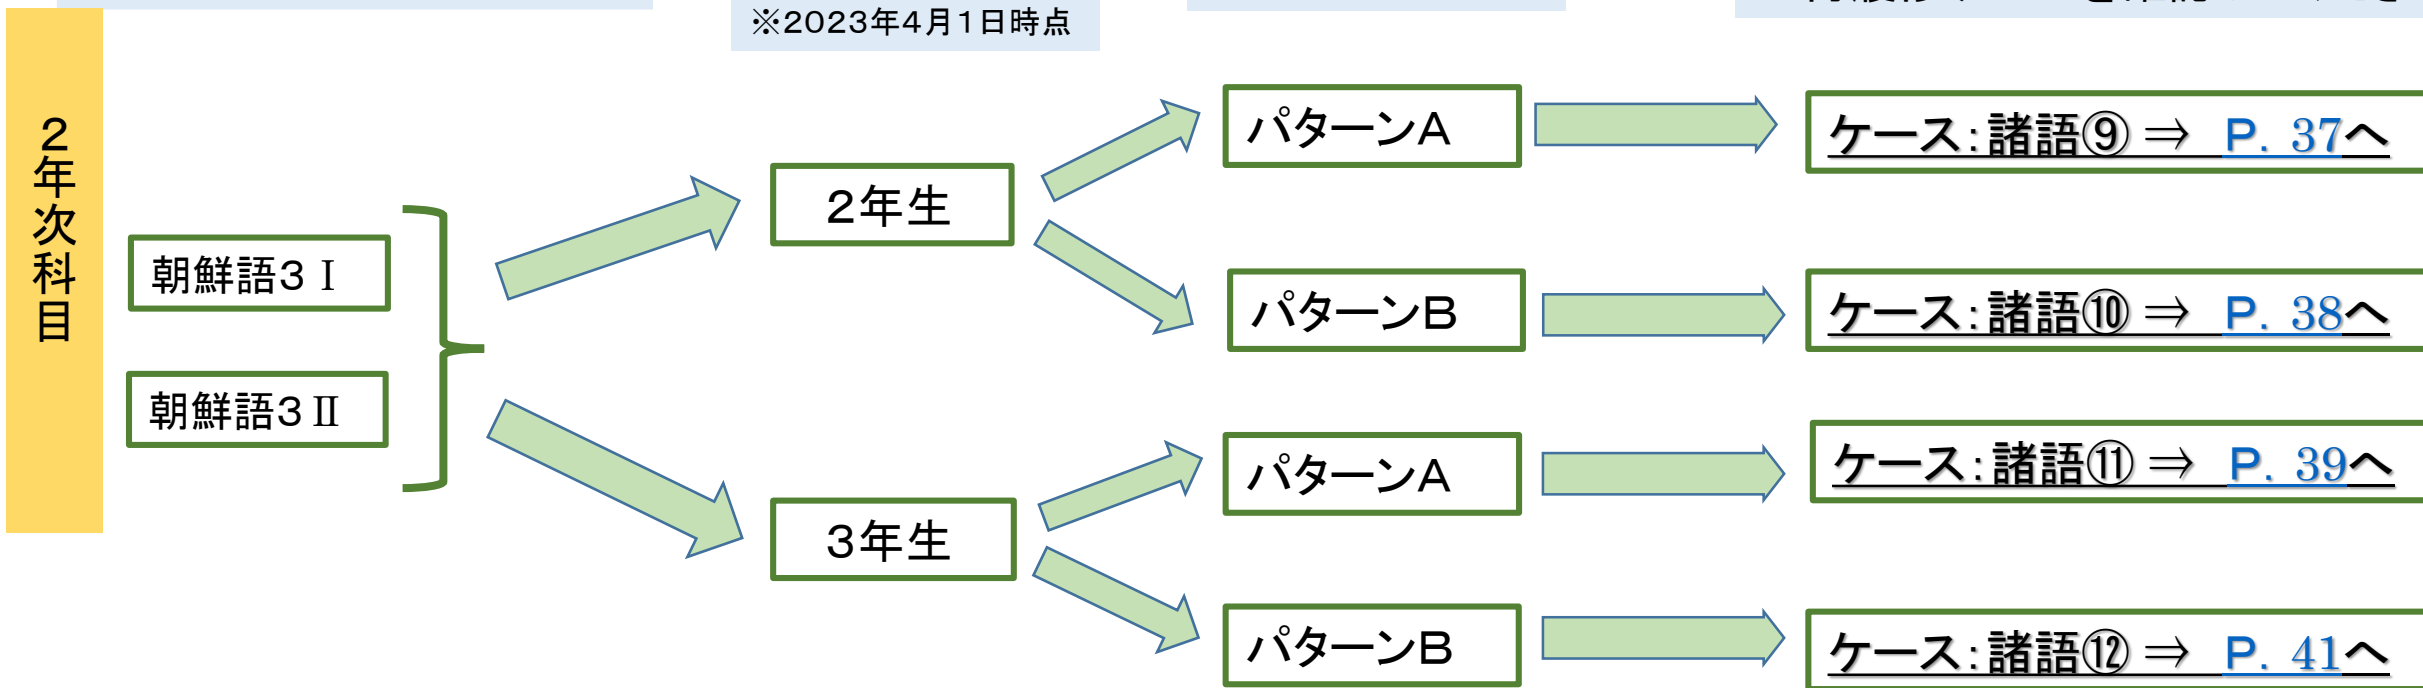 ※2023年4月1日時点
2年次科目
朝鮮語3Ⅰ
朝鮮語3Ⅱ
2年生
3年生
パターンA
パターンB
パターンA
パターンB
ケース:諸語⑨⇒ P. 37へ
ケース:諸語⑩⇒ P. 38へ
ケース:諸語⑪⇒ P. 39へ
ケース:諸語⑫⇒ P. 41へ